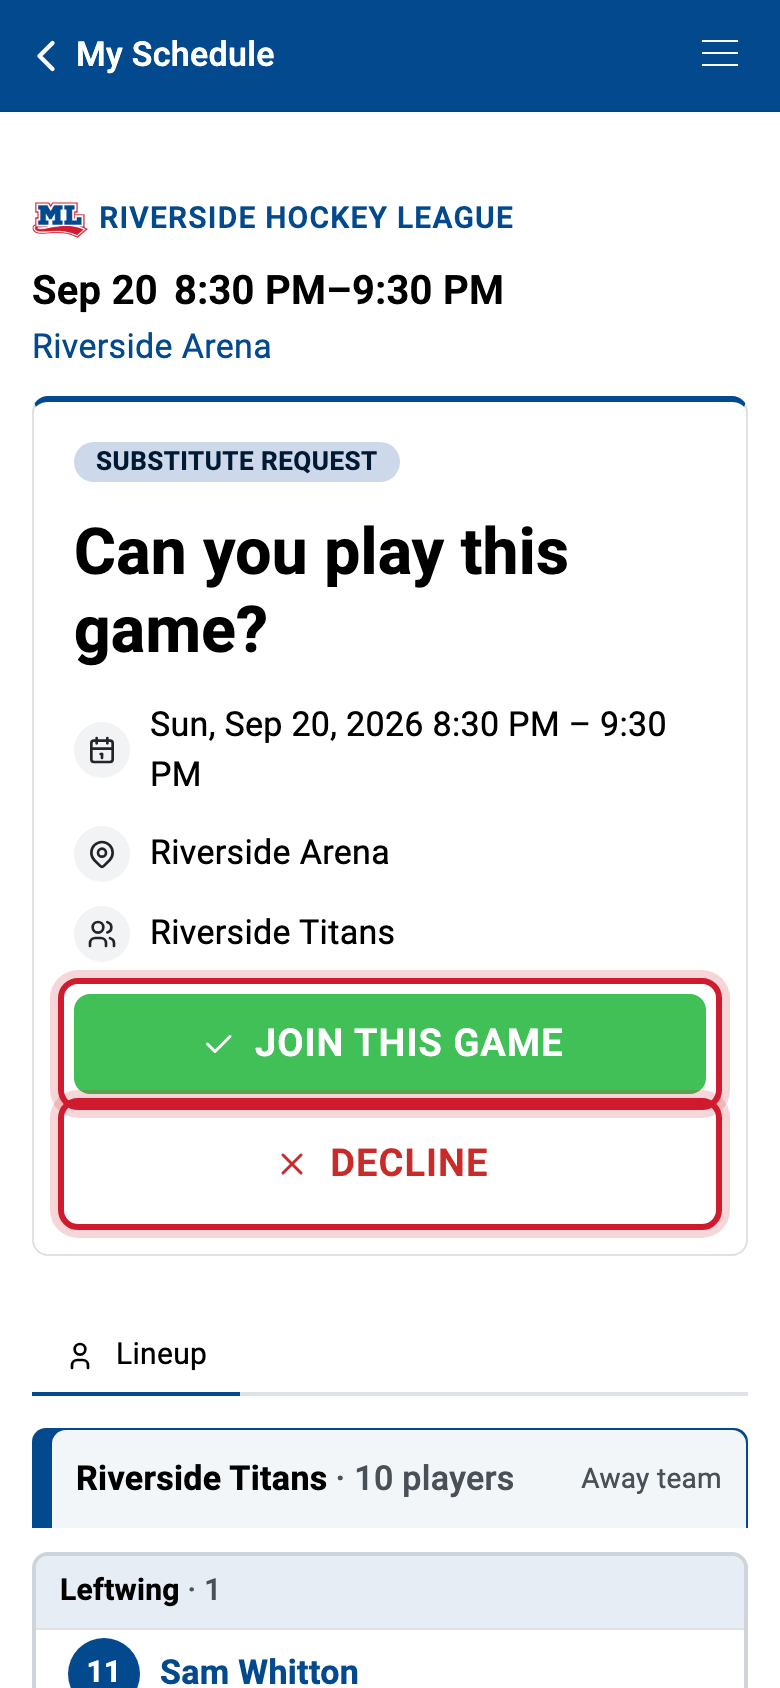 My Schedule
ML RIVERSIDE HOCKEY LEAGUE
Sep 20 8:30 PM–9:30 PM
Riverside Arena
SUBSTITUTE REQUEST
Can you play this
game?
Sun, Sep 20, 2026 8:30 PM – 9:30
PM
Riverside Arena
Riverside Titans
JOIN THIS GAME
DECLINE
Lineup
Riverside Titans · 10 players Away team
Leftwing · 1
11 Sam Whitton